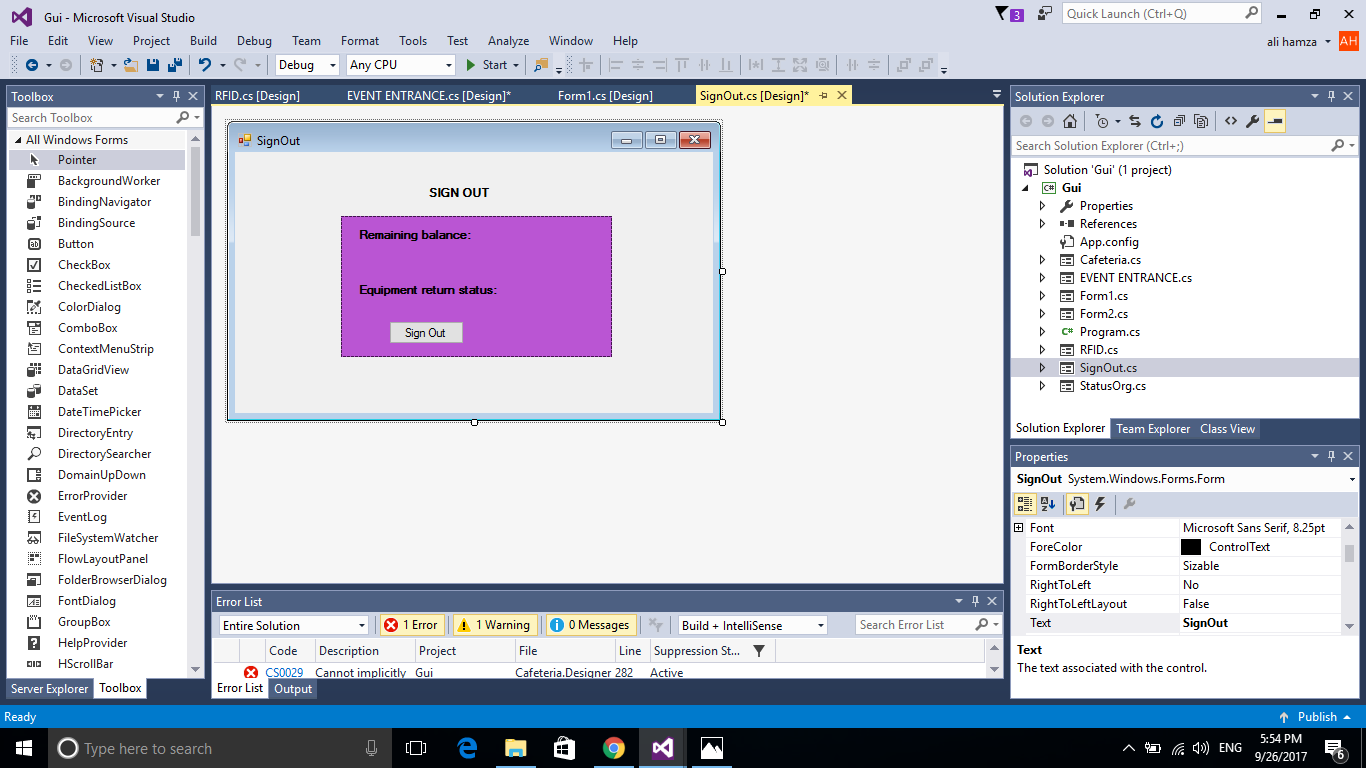 Gui - Microsoft Visual Studio
3
Quick Launch (Ctrl+Q)
File Edit View Project Build Debug Team Format Tools Test Analyze Window Help
ali hamza AH
Debug Any CPU Start
Toolbox
Search Toolbox
All Windows Forms
Pointer
BackgroundWorker
BindingNavigator
BindingSource
Button
CheckBox
CheckedListBox
ColorDialog
ComboBox
ContextMenuStrip
DataGridView
DataSet
DateTimePicker
DirectoryEntry
DirectorySearcher
DomainUpDown
ErrorProvider
EventLog
FileSystemWatcher
FlowLayoutPanel
FolderBrowserDialog
FontDialog
GroupBox
HelpProvider
HScrollBar
Server Explorer Toolbox
RFID.cs [Design] EVENT ENTRANCE.cs [Design]* Form1.cs [Design] SignOut.cs [Design]*
SignOut
SIGN OUT
Remaining balance:
Equipment return status:
Sign Out
Error List
Entire Solution 1 Error 1 Warning 0 Messages Build + IntelliSense Search Error List
Code Description Project File Line Suppression St...
CS0029 Cannot implicitly Gui Cafeteria.Designer 282 Active
Error List Output
Solution Explorer
Search Solution Explorer (Ctrl+;)
Solution 'Gui' (1 project)
C# Gui
Properties
References
App.config
Cafeteria.cs
EVENT ENTRANCE.cs
Form1.cs
Form2.cs
C# Program.cs
RFID.cs
SignOut.cs
StatusOrg.cs
Solution Explorer Team Explorer Class View
Properties
SignOut System.Windows.Forms.Form
Font Microsoft Sans Serif, 8.25pt
ForeColor ControlText
FormBorderStyle Sizable
RightToLeft No
RightToLeftLayout False
Text SignOut
Text
The text associated with the control.
Ready
Publish
Type here to search
ENG
5:54 PM
9/26/2017
6